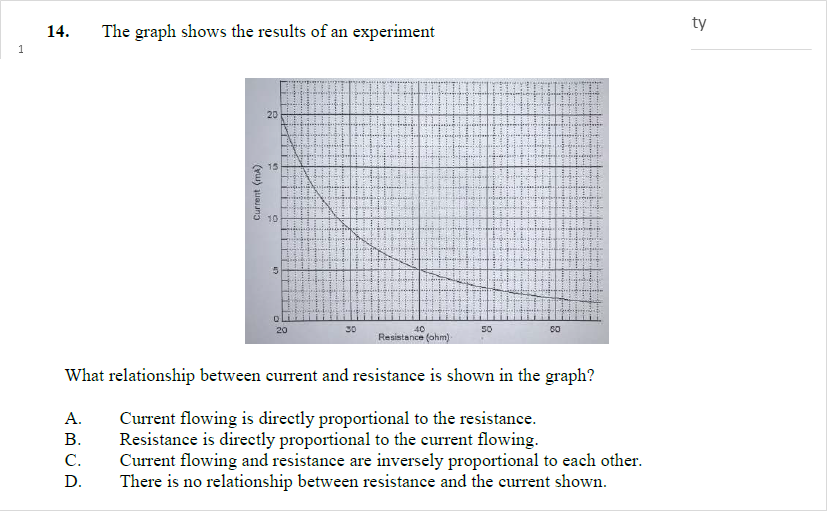 ty
14. The graph shows the results of an experiment
1
20
15
10
5
0
Current (mA)
20 30 40 50 60
Resistance (ohm)
What relationship between current and resistance is shown in the graph?
A. Current flowing is directly proportional to the resistance.
B. Resistance is directly proportional to the current flowing.
C. Current flowing and resistance are inversely proportional to each other.
D. There is no relationship between resistance and the current shown.